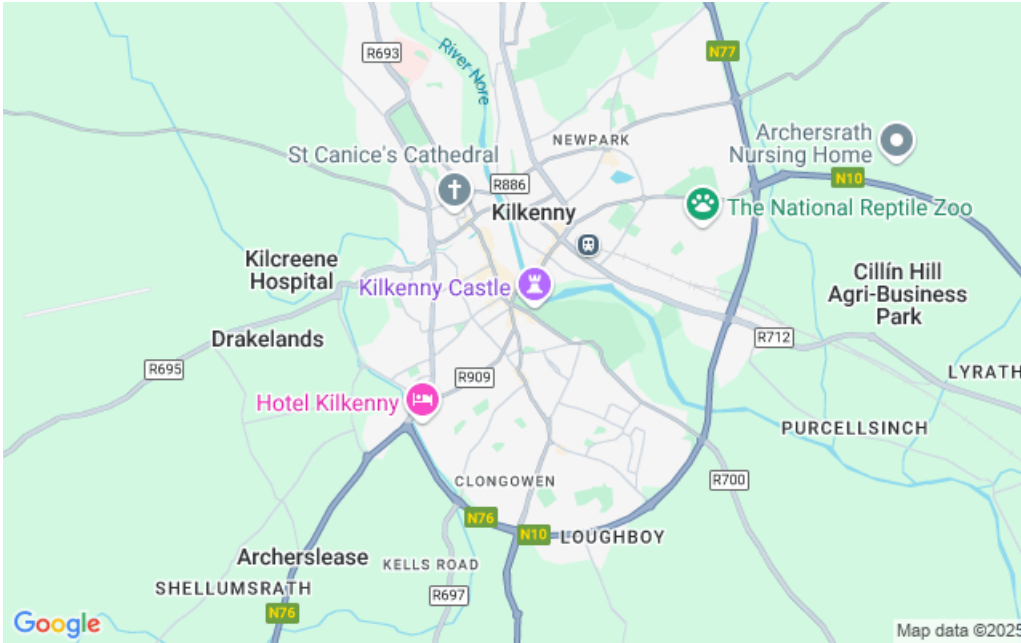 R693
River Nore
N77
NEWPARK
Archersrath
Nursing Home
St Canice's Cathedral
R886
N10
Kilkenny
The National Reptile Zoo
Kilcreene
Hospital
Kilkenny Castle
Cillín Hill
Agri-Business
Park
Drakelands
R712
R695
R909
LYRATH
Hotel Kilkenny
PURCELLSINCH
CLONGOWEN
R700
N76
N10
LOUGHBOY
Archerslease
KELLS ROAD
SHELLUMSRATH
R697
N76
Google
Map data ©2025